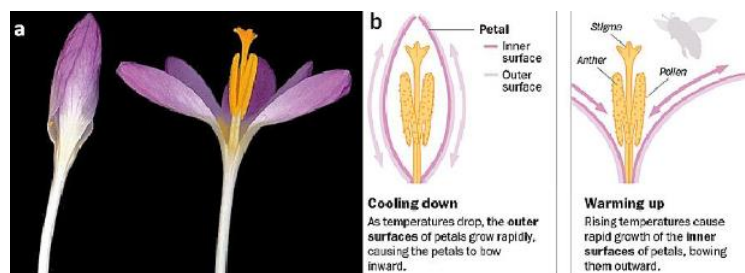 a
b
Petal
Inner
surface
Outer
surface
Cooling down
As temperatures drop, the outer
surfaces of petals grow rapidly,
causing the petals to bow
inward.
Stigma
Anther
Pollen
Warming up
Rising temperatures cause
rapid growth of the inner
surfaces of petals, bowing
them outward.